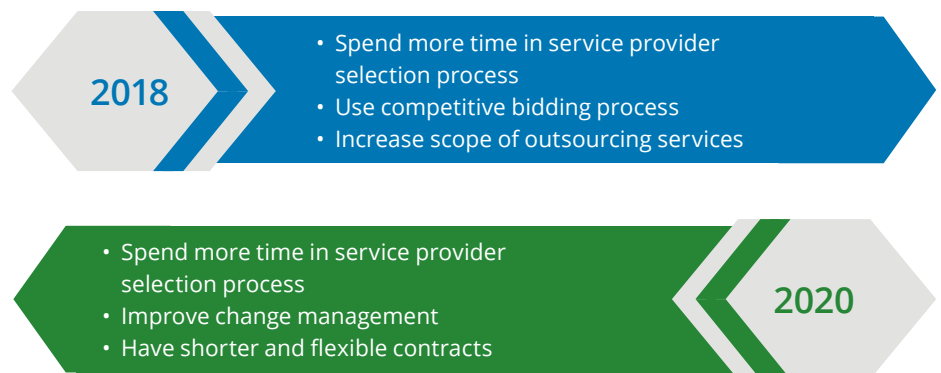 2018
• Spend more time in service provider
selection process
• Use competitive bidding process
• Increase scope of outsourcing services
• Spend more time in service provider
selection process
• Improve change management
• Have shorter and flexible contracts
2020